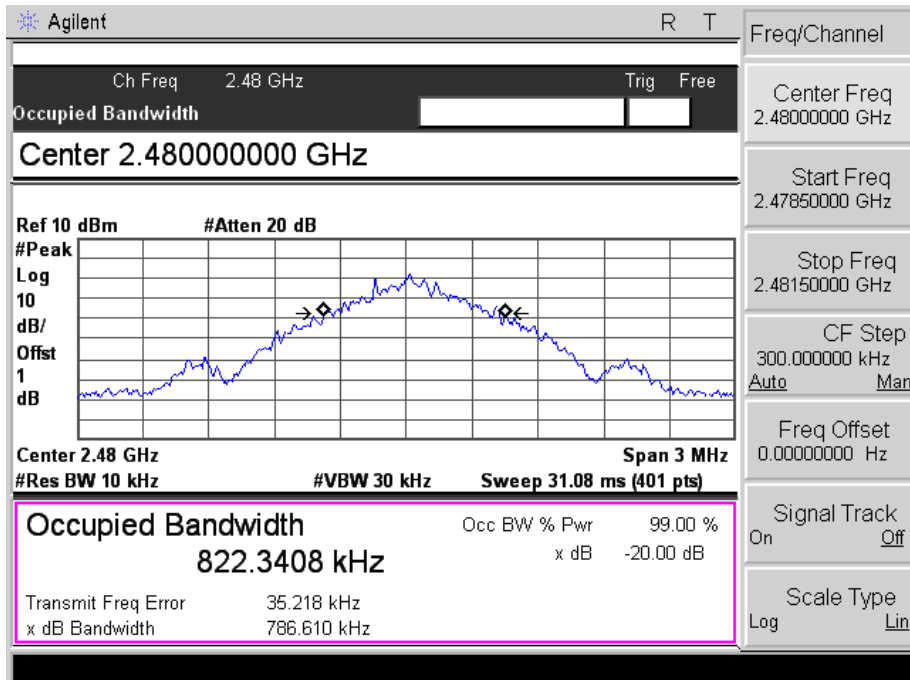 Agilent R T
Ch Freq 2.48 GHz Trig Free
Occupied Bandwidth
Center 2.480000000 GHz
Ref 10 dBm #Atten 20 dB
#Peak
Log
10
dB/
Offst
1
dB
Center 2.48 GHz Span 3 MHz
#Res BW 10 kHz #VBW 30 kHz Sweep 31.08 ms (401 pts)
Occupied Bandwidth Occ BW % Pwr 99.00 %
822.3408 kHz x dB -20.00 dB
Transmit Freq Error 35.218 kHz
x dB Bandwidth 786.610 kHz
Freq/Channel
Center Freq
2.48000000 GHz
Start Freq
2.47850000 GHz
Stop Freq
2.48150000 GHz
CF Step
300.000000 kHz
Auto Man
Freq Offset
0.00000000 Hz
Signal Track
On Off
Scale Type
Log Lin